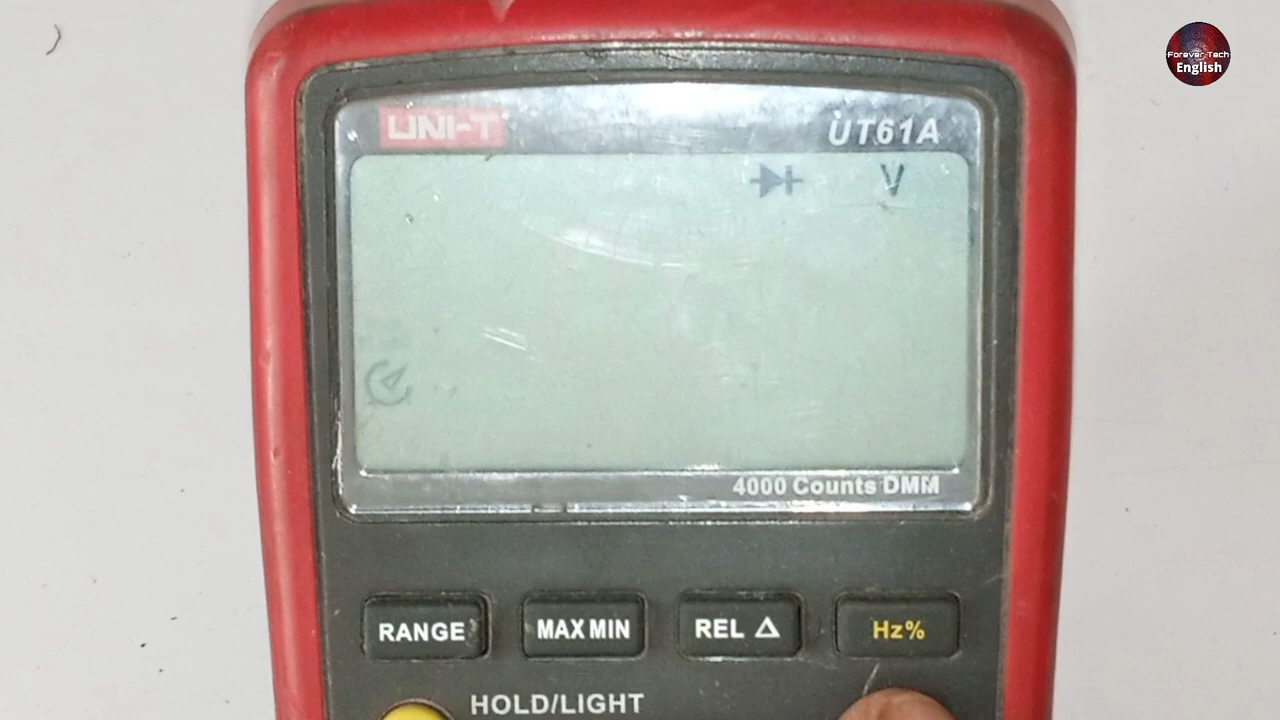 Forever Tech
English
UNI-T
UT61A
V
4000 Counts DMM
RANGE
MAX MIN
REL Δ
Hz%
HOLD/LIGHT